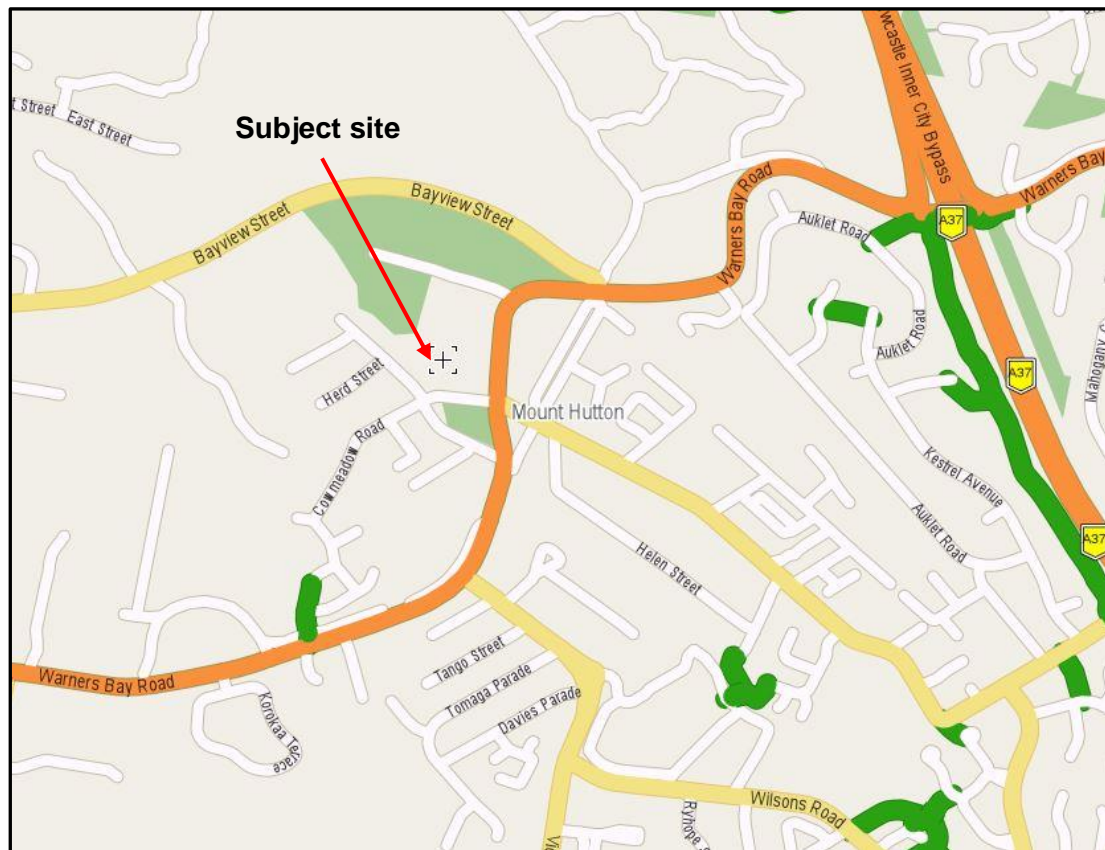 Newcastle Inner City Bypass
Street
East Street
Subject site
Bayview Street
Bayview Street
Warners Bay Road
Warners Bay
Auklet Road
A37
Auklet Road
A37
Mahogany
Herd Street
Mount Hutton
Cowmeadow Road
Kestrel Avenue
Auklet Road
A37
Helen Street
Tango Street
Warners Bay Road
Tomaga Parade
Korokaa Terrace
Davies Parade
Wilsons Road
Ryhope